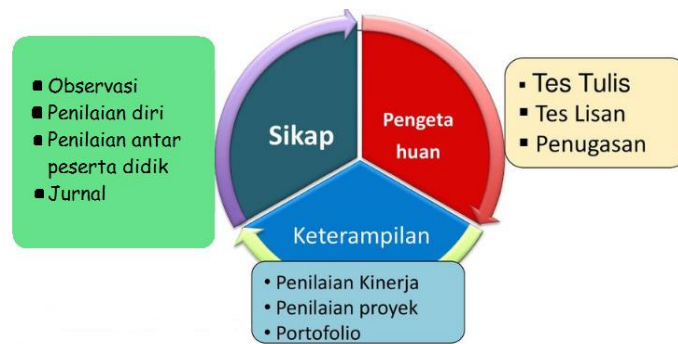 Observasi
Penilaian diri
Penilaian antar
peserta didik
Jurnal
Sikap
Pengeta
huan
Tes Tulis
Tes Lisan
Penugasan
Keterampilan
Penilaian Kinerja
Penilaian proyek
Portofolio